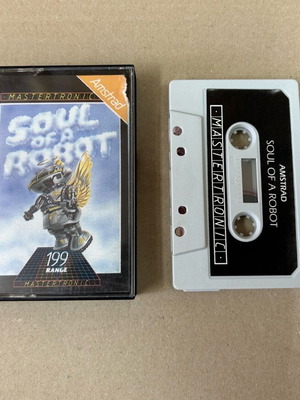 Amstrad
· MASTERTRONIC ·
SOUL
OF A
ROBOT
199
RANGE
· MASTERTRONIC ·
· MASTERTRONIC ·
AMSTRAD
SOUL OF A ROBOT